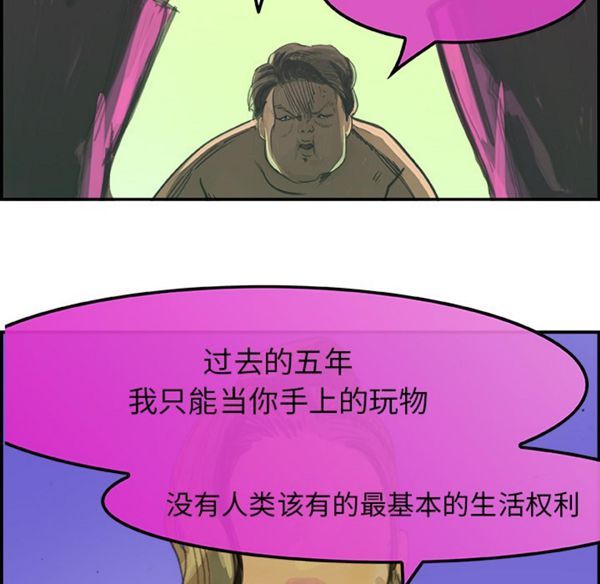 过去的五年
我只能当你手上的玩物
没有人类该有的最基本的生活权利